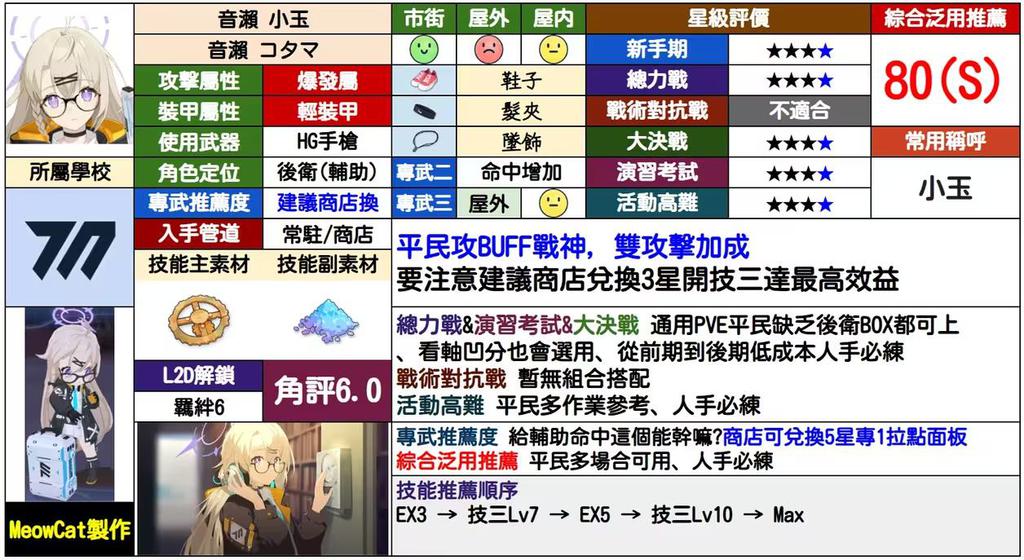 音瀨 小玉
音瀨 コタマ
市街 屋外 屋內
星級評價
綜合泛用推薦
攻擊屬性 爆發屬
裝甲屬性 輕裝甲
使用武器 HG手槍
角色定位 後衛(輔助)
專武推薦度 建議商店換
入手管道 常駐/商店
技能主素材 技能副素材
鞋子
髮夾
墜飾
專武二 命中增加
專武三 屋外
新手期 ★★★★
總力戰 ★★★★
戰術對抗戰 不適合
大決戰 ★★★★
演習考試 ★★★★
活動高難 ★★★★
80(S)
常用稱呼
小玉
所屬學校
平民攻BUFF戰神, 雙攻擊加成
要注意建議商店兌換3星開技三達最高效益
L2D解鎖
羈絆6
角評6.0
總力戰&演習考試&大決戰 通用PVE平民缺乏後衛BOX都可上
、看軸凹分也會選用、從前期到後期低成本人手必練
戰術對抗戰 暫無組合搭配
活動高難 平民多作業參考、人手必練
專武推薦度 給輔助命中這個能幹嘛?商店可兌換5星專1拉點面板
綜合泛用推薦 平民多場合可用、人手必練
技能推薦順序
EX3 → 技三Lv7 → EX5 → 技三Lv10 → Max
MeowCat製作